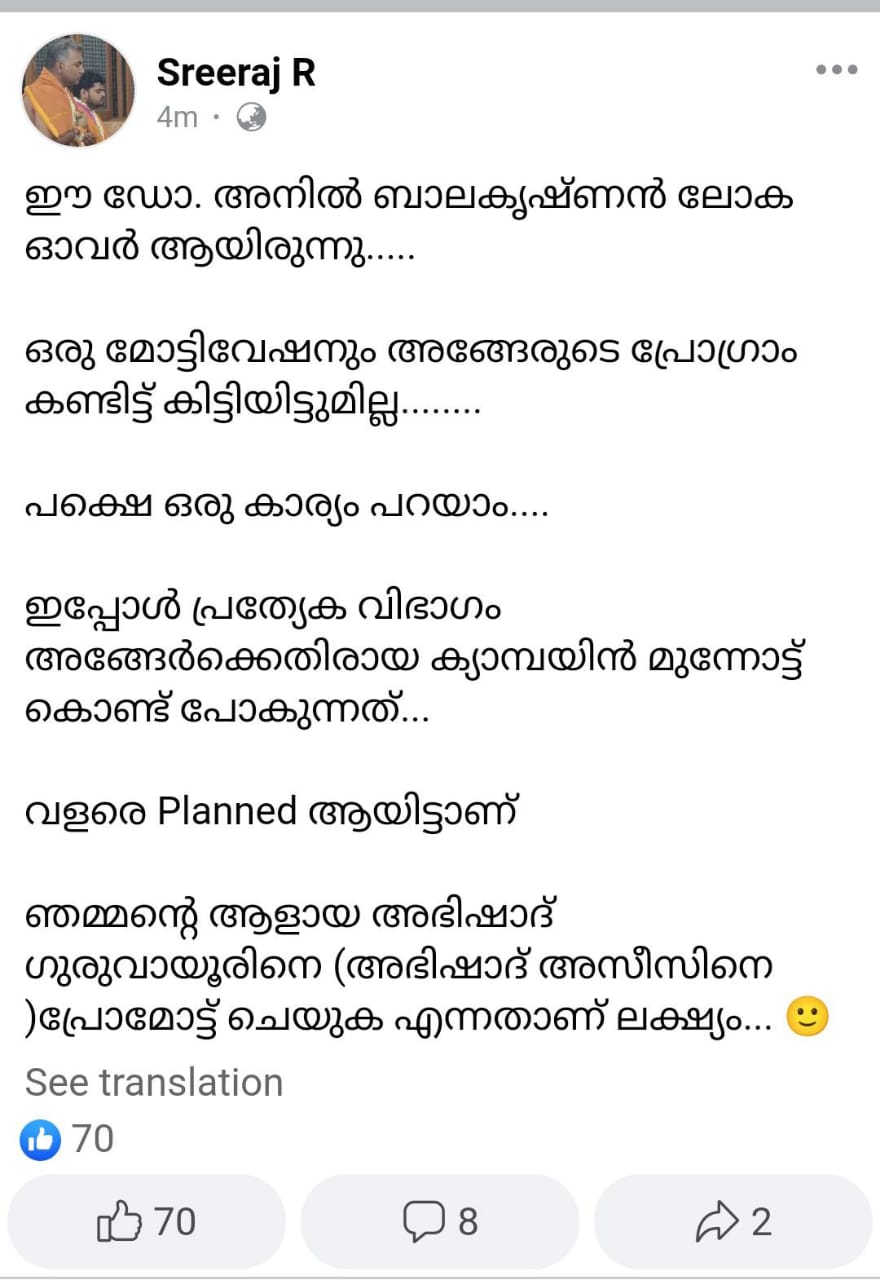 Sreeraj R
4m ·
ഈ ഡോ. അനിൽ ബാലകൃഷ്ണൻ ലോക
ഓവർ ആയിരുന്നു.....
ഒരു മോട്ടിവേഷനും അങ്ങേരുടെ പ്രോഗ്രാം
കണ്ടിട്ട് കിട്ടിയിട്ടുമില്ല........
പക്ഷെ ഒരു കാര്യം പറയാം....
ഇപ്പോൾ പ്രത്യേക വിഭാഗം
അങ്ങേർക്കെതിരായ ക്യാമ്പയിൻ മുന്നോട്ട്
കൊണ്ട് പോകുന്നത്...
വളരെ Planned ആയിട്ടാണ്
ഞമ്മന്റെ ആളായ അഭിഷാദ്
ഗുരുവായൂരിനെ (അഭിഷാദ് അസീസിനെ
)പ്രോമോട്ട് ചെയുക എന്നതാണ് ലക്ഷ്യം... 🙂
See translation
70
70 8 2